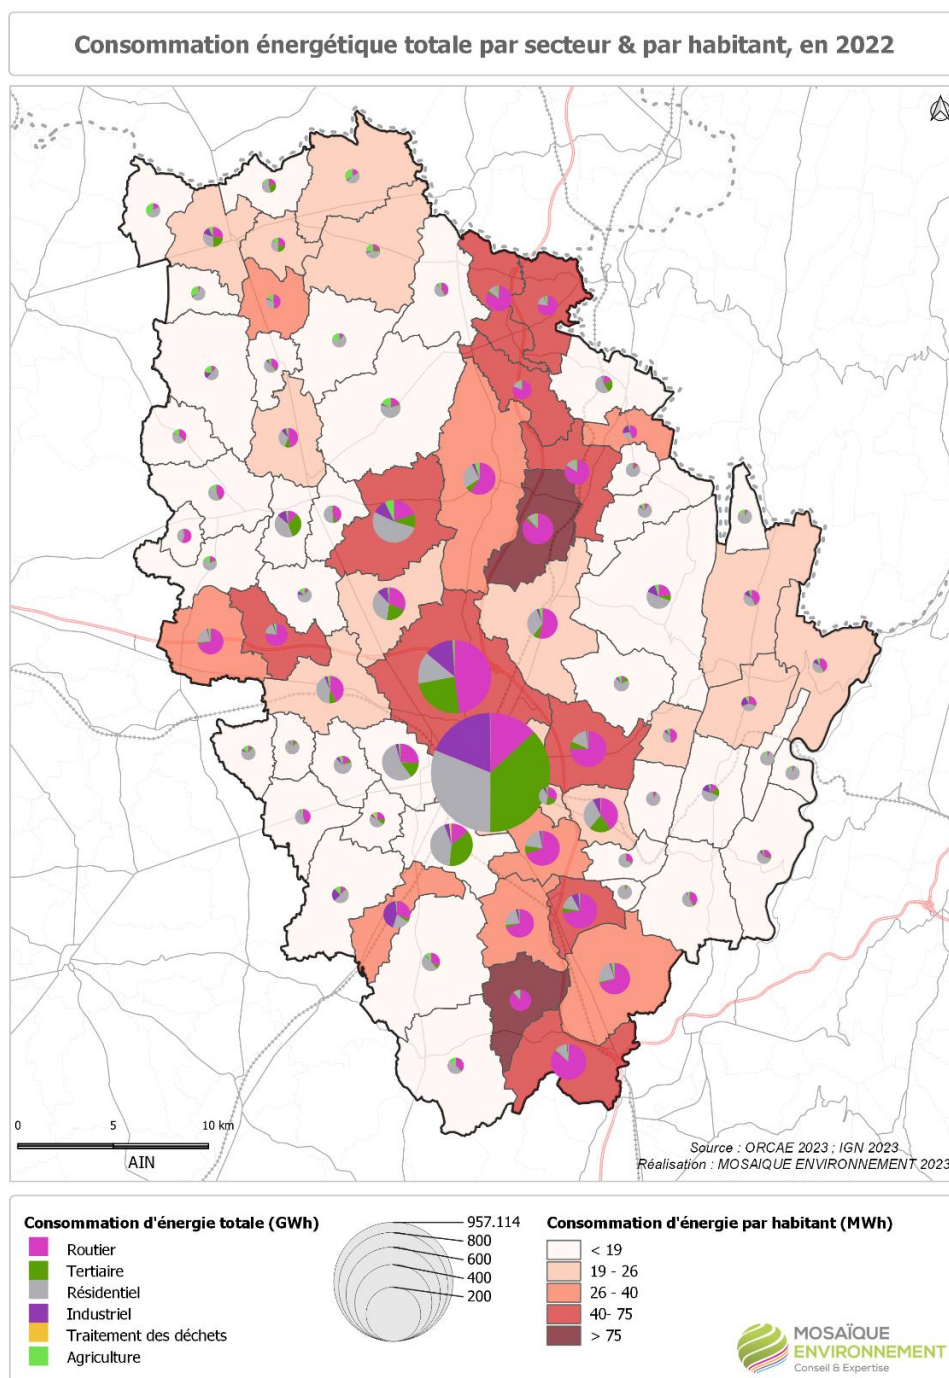 Consommation énergétique totale par secteur & par habitant, en 2022
0 5 10 km
AIN
Source : ORCAE 2023 ; IGN 2023
Réalisation : MOSAIQUE ENVIRONNEMENT 2023
Consommation d'énergie totale (GWh)
Routier
Tertiaire
Résidentiel
Industriel
Traitement des déchets
Agriculture
957.114
800
600
400
200
Consommation d'énergie par habitant (MWh)
< 19
19 - 26
26 - 40
40- 75
> 75
MOSAÏQUE
ENVIRONNEMENT
Conseil & Expertise